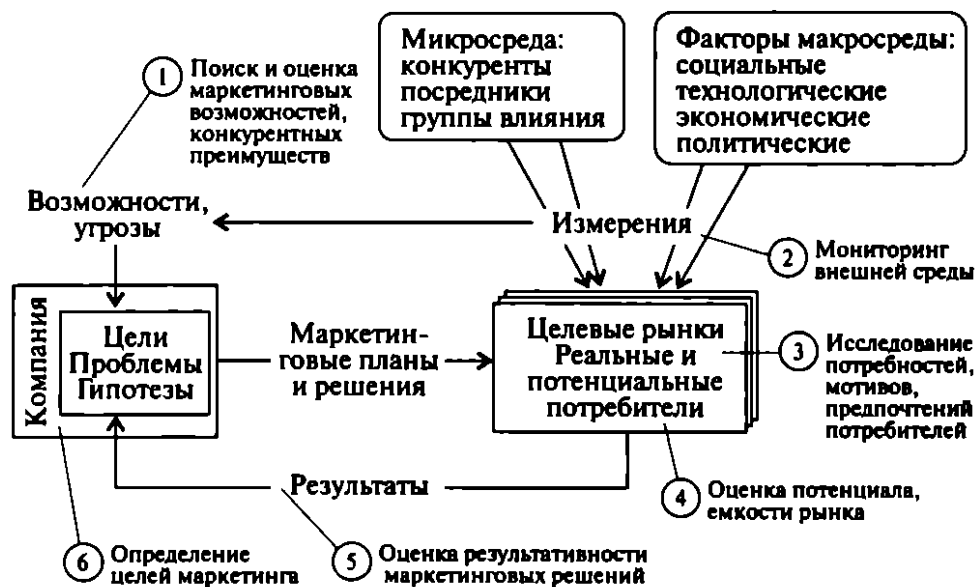 Микросреда:
конкуренты
посредники
группы влияния
Факторы макросреды:
социальные
технологические
экономические
политические
1
Поиск и оценка
маркетинговых
возможностей,
конкурентных
преимуществ
Возможности,
угрозы
Измерения
2
Мониторинг
внешней среды
Компания
Цели
Проблемы
Гипотезы
Маркетин-
говые планы
и решения
Целевые рынки
Реальные и
потенциальные
потребители
3
Исследование
потребностей,
мотивов,
предпочтений
потребителей
Результаты
4
Оценка потенциала,
емкости рынка
6
Определение
целей маркетинга
5
Оценка результативности
маркетинговых решений